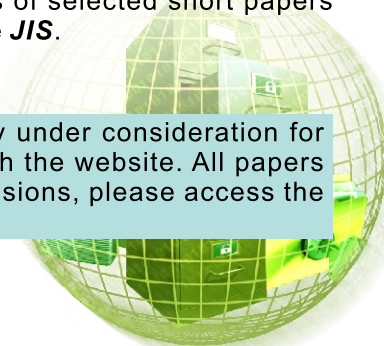 s of selected short papers
JIS.
under consideration for
h the website. All papers
sions, please access the